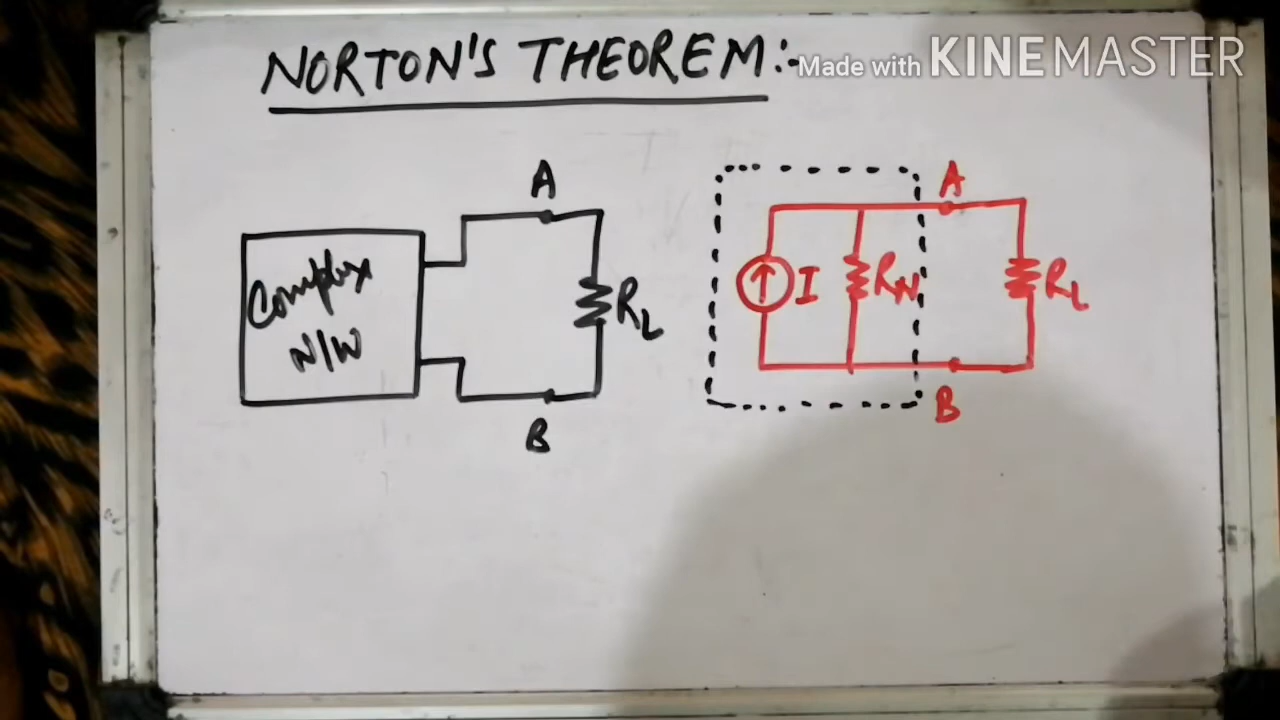 NORTON'S THEOREM:-
Made with KINEMASTER
A
Complex
N/W
RL
B
A
I
RN
RL
B